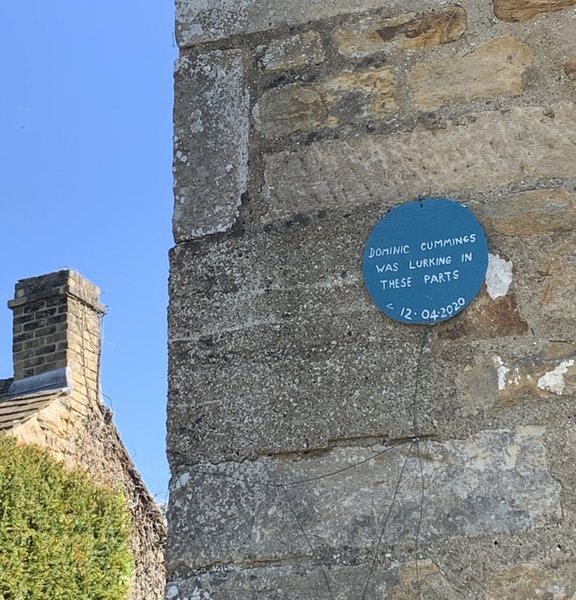 DOMINIC CUMMINGS
WAS LURKING IN
THESE PARTS
c 12.04.2020